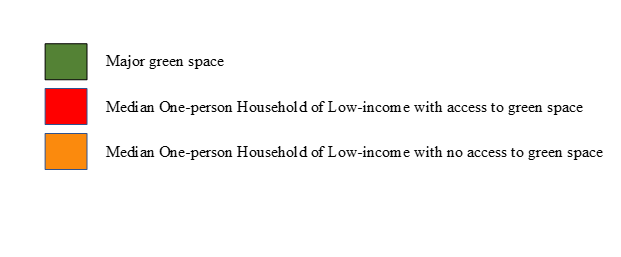 Major green space
Median One-person Household of Low-income with access to green space
Median One-person Household of Low-income with no access to green space